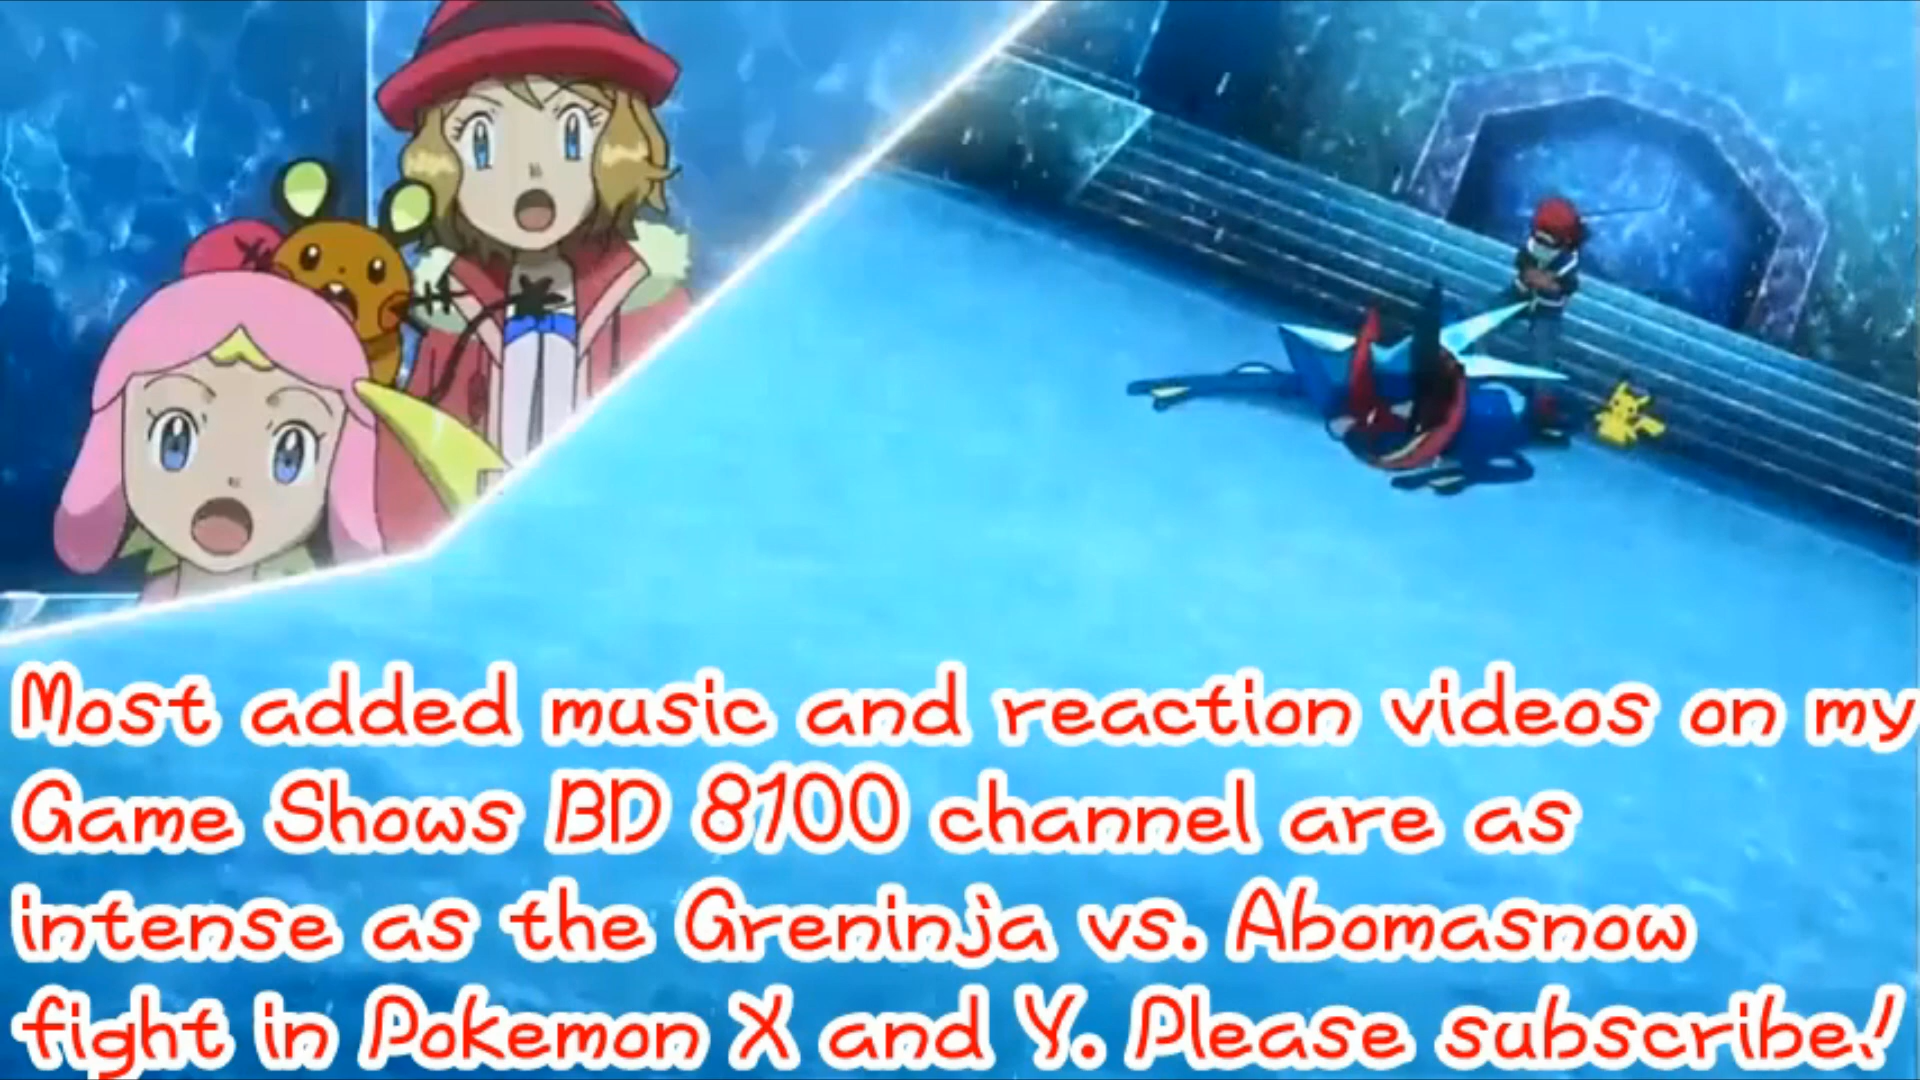 Most added music and reaction videos on my
Game Shows BD 8100 channel are as
intense as the Greninja vs. Abomasnow
fight in Pokemon X and Y. Please subscribe!